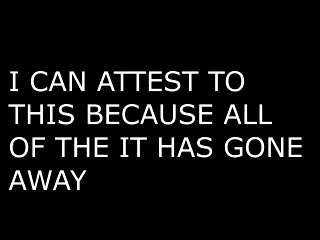 I CAN ATTEST TO
THIS BECAUSE ALL
OF THE IT HAS GONE
AWAY